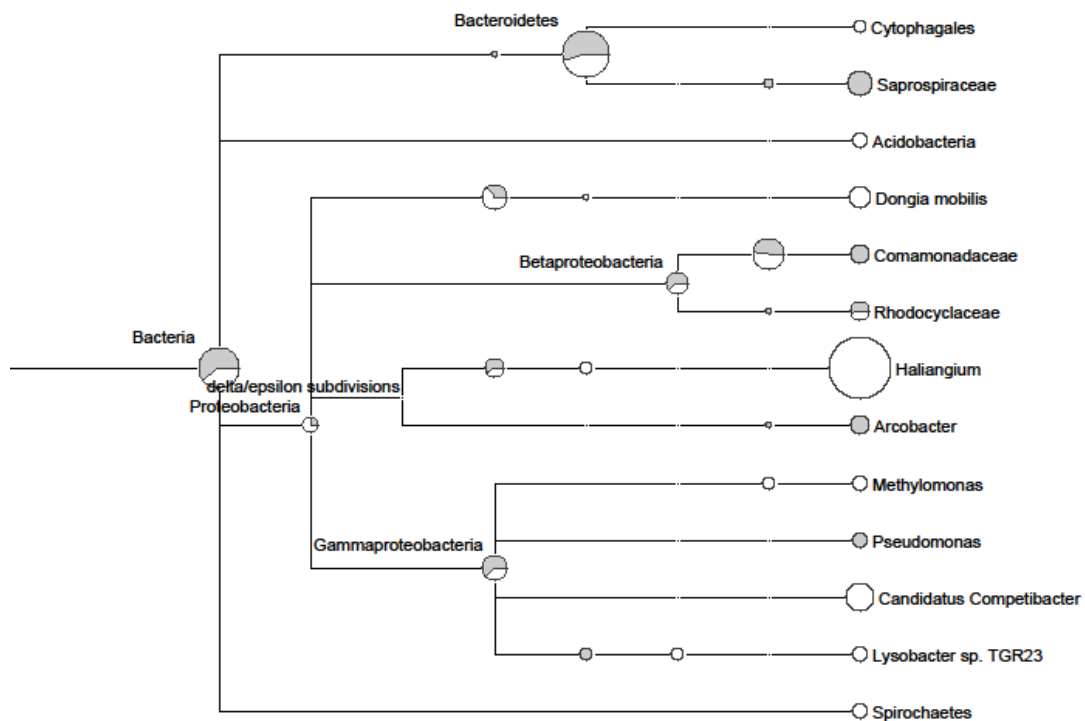 Bacteroidetes
Cytophagales
Saprospiraceae
Acidobacteria
Dongia mobilis
Betaproteobacteria
Comamonadaceae
Rhodocyclaceae
Bacteria
Haliangium
delta/epsilon subdivisions
Proteobacteria
Arcobacter
Methylomonas
Gammaproteobacteria
Pseudomonas
Candidatus Competibacter
Lysobacter sp. TGR23
Spirochaetes